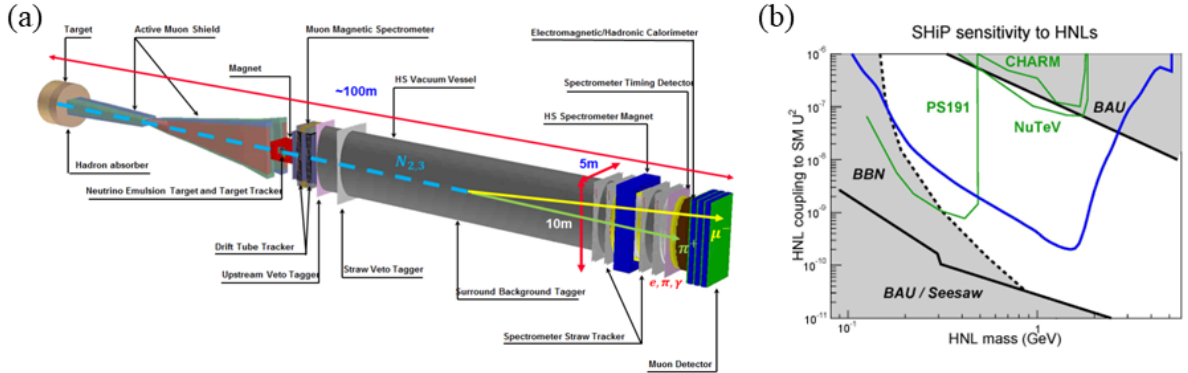 (a)
Target
Active Muon Shield
Muon Magnetic Spectrometer
Magnet
HS Vacuum Vessel
~100m
Electromagnetic/Hadronic Calorimeter
Spectrometer Timing Detector
HS Spectrometer Magnet
Hadron absorber
Neutrino Emulsion Target and Target Tracker
N2,3
5m
10m
μ−
π+
e, π, γ
Drift Tube Tracker
Upstream Veto Tagger
Straw Veto Tagger
Surround Background Tagger
Spectrometer Straw Tracker
Muon Detector
(b)
SHiP sensitivity to HNLs
HNL coupling to SM U²
10⁻⁶
10⁻⁷
10⁻⁸
10⁻⁹
10⁻¹⁰
10⁻¹¹
CHARM
PS191
BAU
NuTeV
BBN
BAU / Seesaw
10⁻¹
1
HNL mass (GeV)